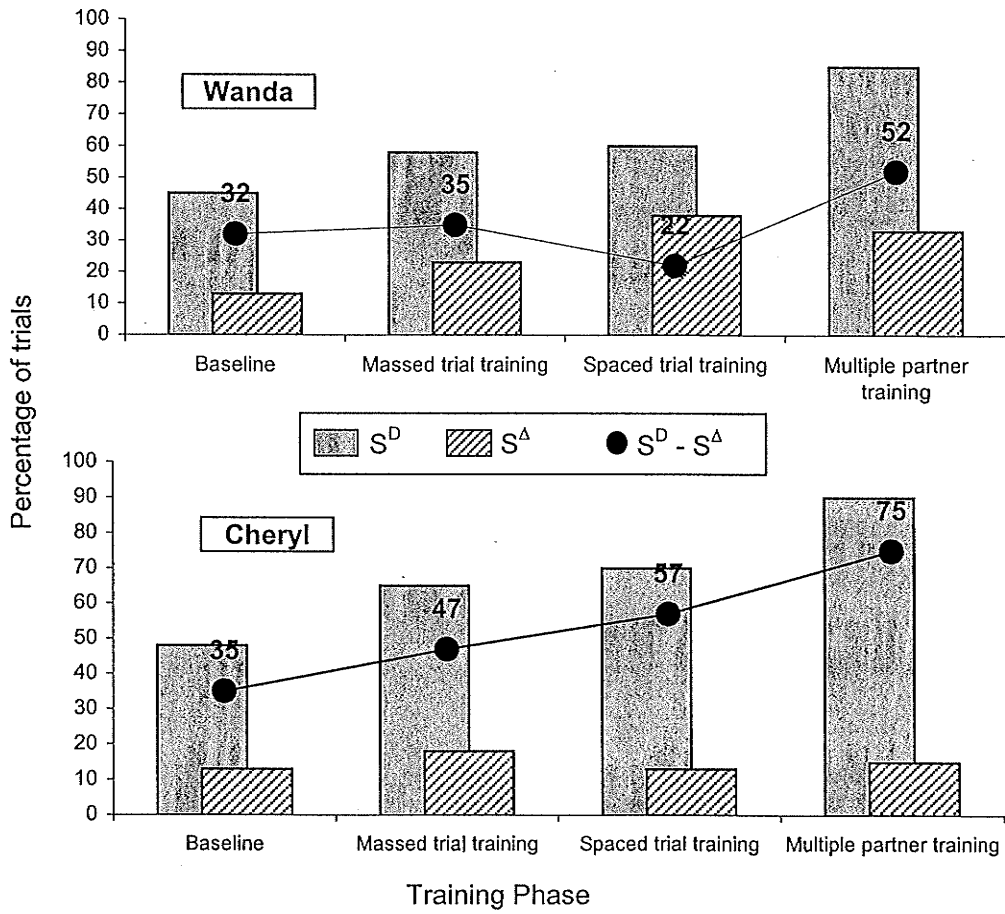 Percentage of trials
100
90
80
70
60
50
40
30
20
10
0
Wanda
32
35
22
52
Baseline
Massed trial training
Spaced trial training
Multiple partner
training
S^D
S^Δ
S^D - S^Δ
100
90
80
70
60
50
40
30
20
10
0
Cheryl
35
47
57
75
Baseline
Massed trial training
Spaced trial training
Multiple partner training
Training Phase